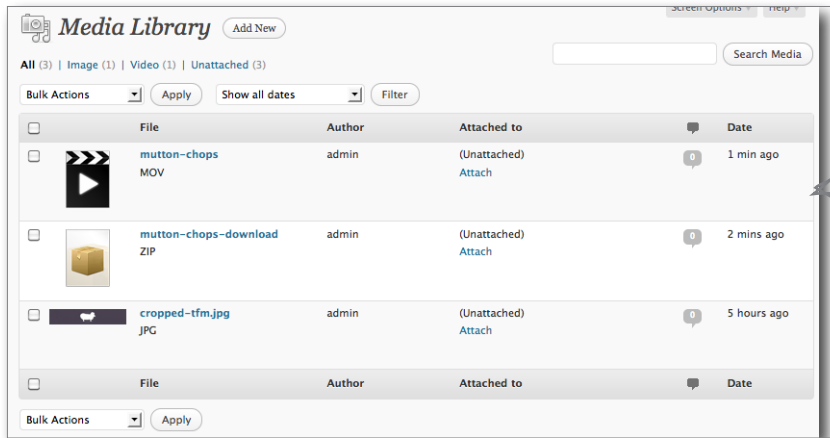 Screen Options Help
Media Library Add New
All (3) | Image (1) | Video (1) | Unattached (3)
Search Media
Bulk Actions Apply Show all dates Filter
File Author Attached to Date
mutton-chops admin (Unattached) 0 1 min ago
MOV Attach
mutton-chops-download admin (Unattached) 0 2 mins ago
ZIP Attach
cropped-tfm.jpg admin (Unattached) 0 5 hours ago
JPG Attach
File Author Attached to Date
Bulk Actions Apply